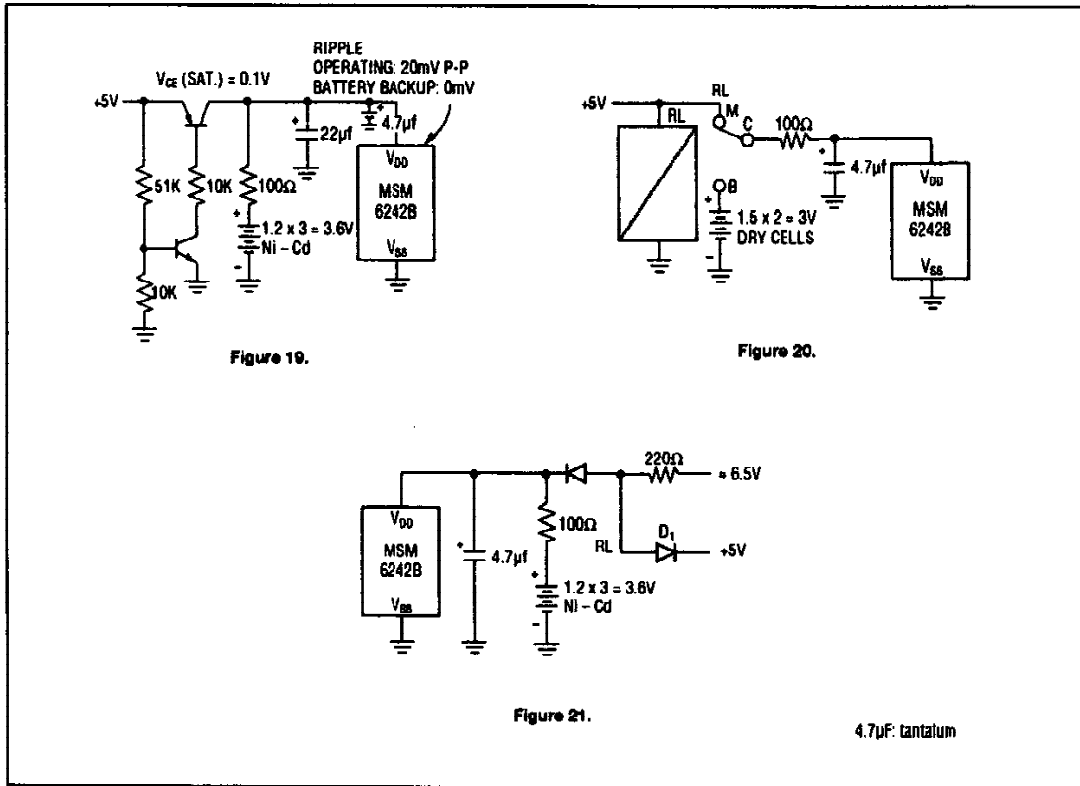 RIPPLE
OPERATING: 20mV P-P
BATTERY BACKUP: 0mV
V_CE (SAT.) = 0.1V
+5V
+
22µf
+
4.7µf
51K
10K
100Ω
V_DD
MSM
6242B
V_SS
+
1.2 x 3 = 3.6V
Ni – Cd
-
10K
Figure 19.
RL
+5V
RL
M
C
100Ω
+
4.7µf
B
+
1.5 x 2 = 3V
DRY CELLS
-
V_DD
MSM
6242B
V_SS
Figure 20.
220Ω
≈ 6.5V
V_DD
MSM
6242B
V_SS
+
4.7µf
100Ω
RL
D₁
+5V
+
1.2 x 3 = 3.6V
Ni – Cd
-
Figure 21.
4.7µF: tantalum